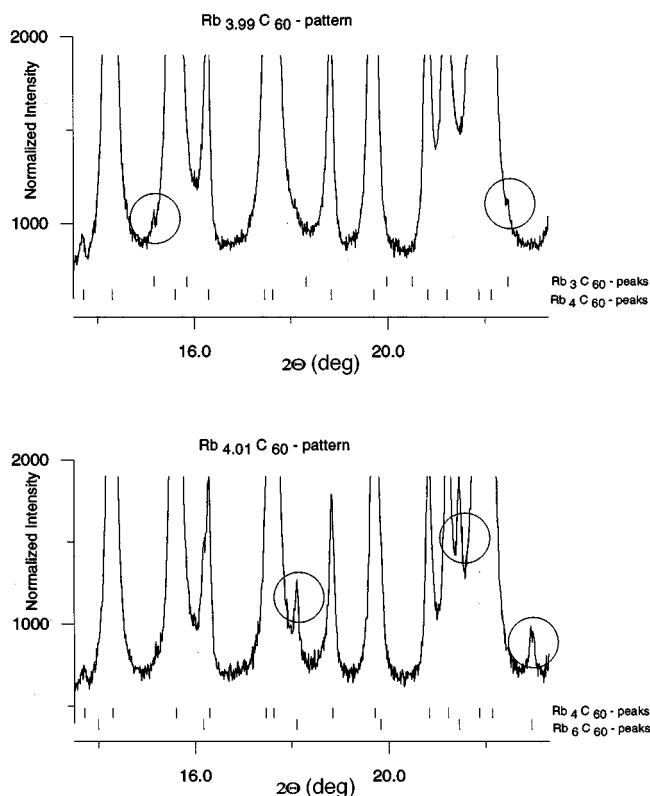 Rb 3.99 C 60 - pattern
2000
Normalized Intensity
1000
Rb 3 C 60 - peaks
Rb 4 C 60 - peaks
16.0 20.0
2Θ (deg)
Rb 4.01 C 60 - pattern
2000
Normalized Intensity
1000
Rb 4 C 60 - peaks
Rb 6 C 60 - peaks
16.0 20.0
2Θ (deg)